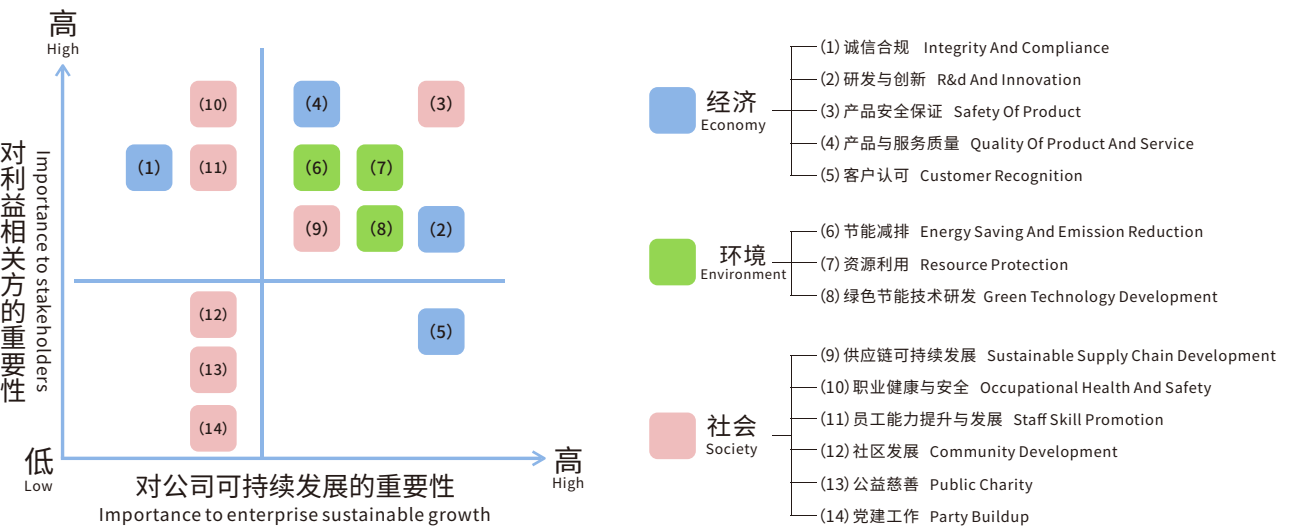 高
High
对利益相关方的重要性
Importance to stakeholders
(10)
(4)
(3)
(1)
(11)
(6)
(7)
(9)
(8)
(2)
(12)
(5)
(13)
(14)
低
Low
高
High
对公司可持续发展的重要性
Importance to enterprise sustainable growth
经济
Economy
(1) 诚信合规 Integrity And Compliance
(2) 研发与创新 R&d And Innovation
(3) 产品安全保证 Safety Of Product
(4) 产品与服务质量 Quality Of Product And Service
(5) 客户认可 Customer Recognition
环境
Environment
(6) 节能减排 Energy Saving And Emission Reduction
(7) 资源利用 Resource Protection
(8) 绿色节能技术研发 Green Technology Development
社会
Society
(9) 供应链可持续发展 Sustainable Supply Chain Development
(10) 职业健康与安全 Occupational Health And Safety
(11) 员工能力提升与发展 Staff Skill Promotion
(12) 社区发展 Community Development
(13) 公益慈善 Public Charity
(14) 党建工作 Party Buildup